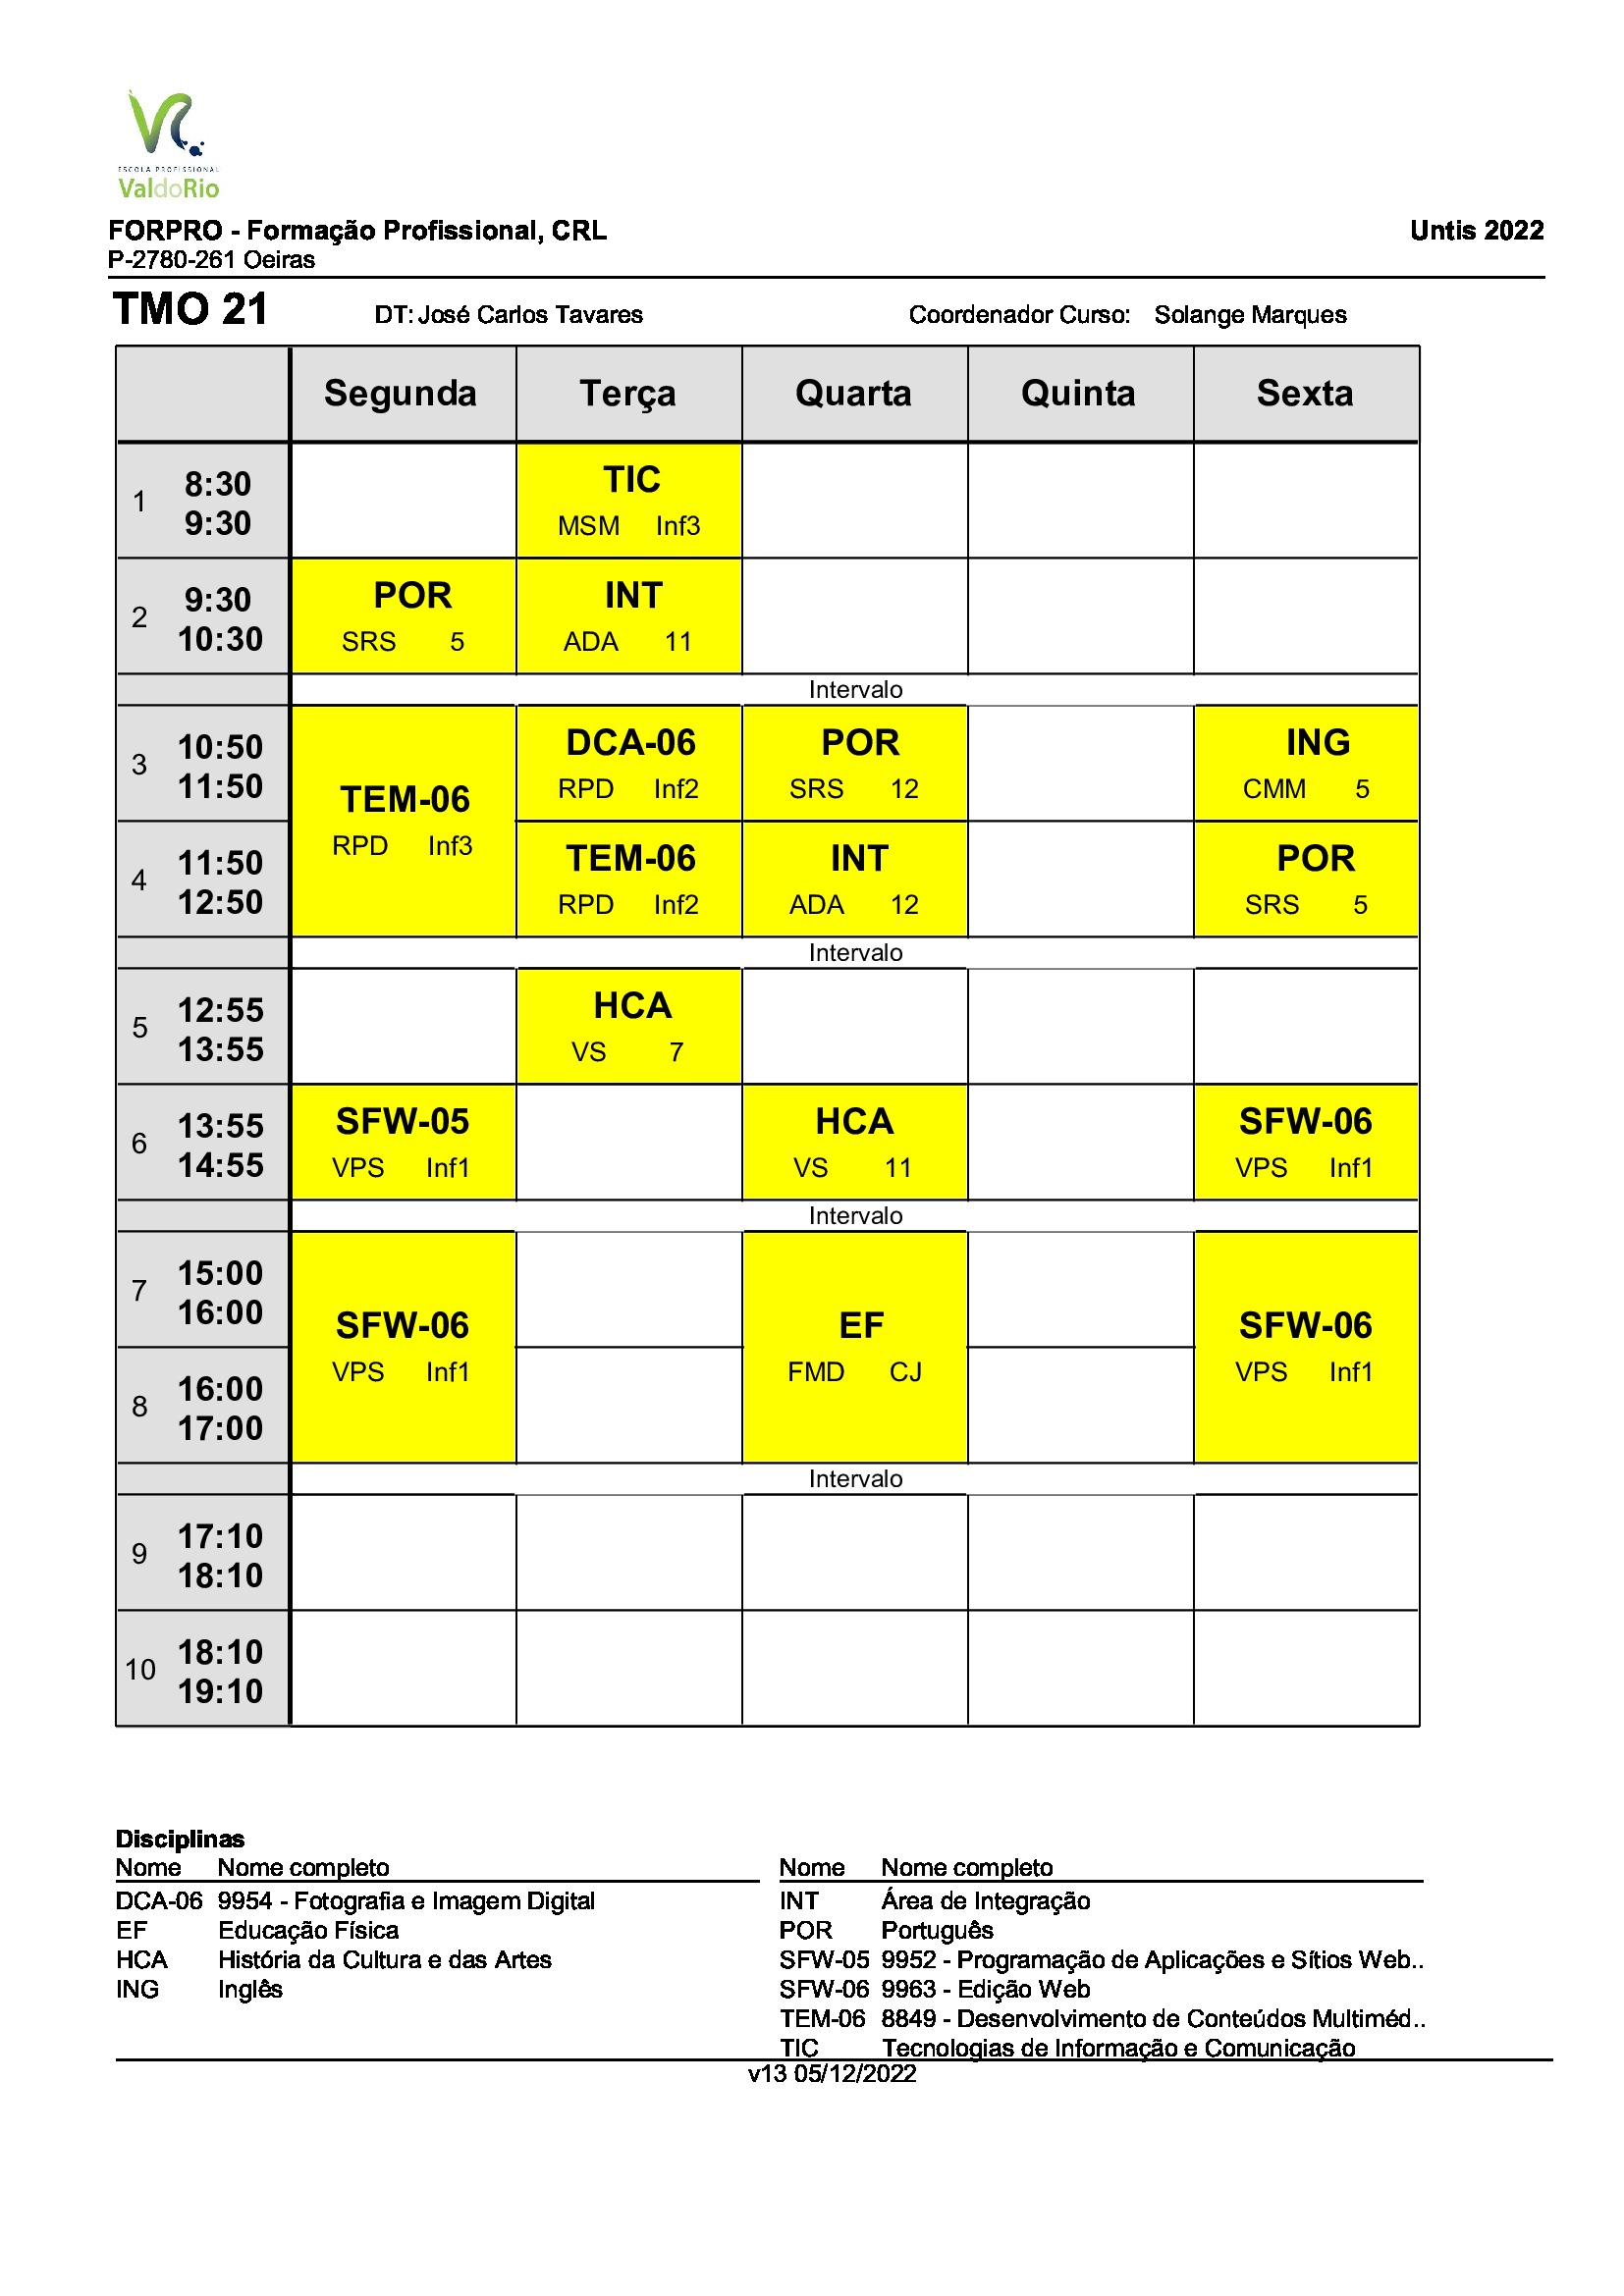 ESCOLA PROFISSIONAL
ValdoRio
FORPRO - Formação Profissional, CRL Untis 2022
P-2780-261 Oeiras
TMO 21 DT: José Carlos Tavares Coordenador Curso: Solange Marques
Segunda Terça Quarta Quinta Sexta
1 8:30 9:30 TIC MSM Inf3
2 9:30 10:30 POR SRS 5 INT ADA 11
Intervalo
3 10:50 11:50 TEM-06 RPD Inf3 DCA-06 RPD Inf2 POR SRS 12 ING CMM 5
4 11:50 12:50 TEM-06 RPD Inf2 INT ADA 12 POR SRS 5
Intervalo
5 12:55 13:55 HCA VS 7
6 13:55 14:55 SFW-05 VPS Inf1 HCA VS 11 SFW-06 VPS Inf1
Intervalo
7 15:00 16:00 SFW-06 VPS Inf1 EF FMD CJ SFW-06 VPS Inf1
8 16:00 17:00
Intervalo
9 17:10 18:10
10 18:10 19:10
Disciplinas
Nome Nome completo
DCA-06 9954 - Fotografia e Imagem Digital
EF Educação Física
HCA História da Cultura e das Artes
ING Inglês
Nome Nome completo
INT Área de Integração
POR Português
SFW-05 9952 - Programação de Aplicações e Sítios Web..
SFW-06 9963 - Edição Web
TEM-06 8849 - Desenvolvimento de Conteúdos Multiméd..
TIC Tecnologias de Informação e Comunicação
v13 05/12/2022